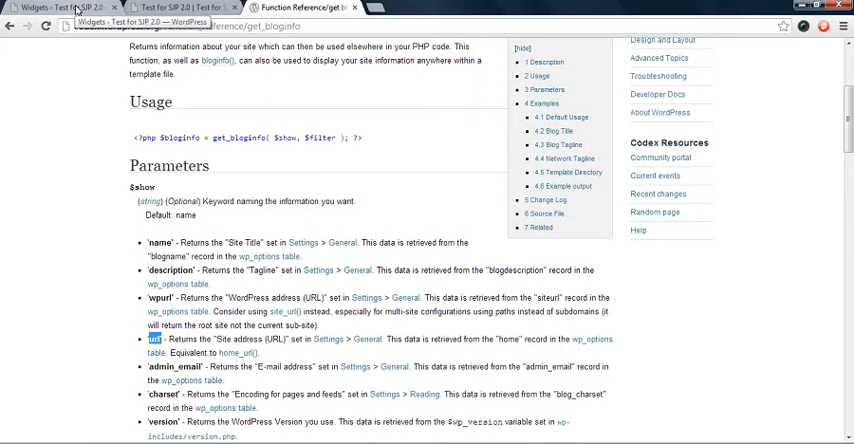 Widgets ‹ Test for SJP 2.0 -
Test for SJP 2.0 | Test for S
Function Reference/get bl
Widgets ‹ Test for SJP 2.0 — WordPress
_Reference/get_bloginfo
Returns information about your site which can then be used elsewhere in your PHP code. This
function, as well as bloginfo(), can also be used to display your site information anywhere within a
template file.
Usage
<?php $bloginfo = get_bloginfo( $show, $filter ); ?>
Parameters
$show
(string) (Optional) Keyword naming the information you want.
Default: name
• 'name' - Returns the "Site Title" set in Settings > General. This data is retrieved from the
"blogname" record in the wp_options table.
• 'description' - Returns the "Tagline" set in Settings > General. This data is retrieved from the "blogdescription" record in the
wp_options table.
• 'wpurl' - Returns the "WordPress address (URL)" set in Settings > General. This data is retrieved from the "siteurl" record in the
wp_options table. Consider using site_url() instead, especially for multi-site configurations using paths instead of subdomains (it
will return the root site not the current sub-site).
• 'url' - Returns the "Site address (URL)" set in Settings > General. This data is retrieved from the "home" record in the wp_options
table. Equivalent to home_url().
• 'admin_email' - Returns the "E-mail address" set in Settings > General. This data is retrieved from the "admin_email" record in
the wp_options table.
• 'charset' - Returns the "Encoding for pages and feeds" set in Settings > Reading. This data is retrieved from the "blog_charset"
record in the wp_options table.
• 'version' - Returns the WordPress Version you use. This data is retrieved from the $wp_version variable set in wp-
includes/version.php.
[hide]
1 Description
2 Usage
3 Parameters
4 Examples
4.1 Default Usage
4.2 Blog Title
4.3 Blog Tagline
4.4 Network Tagline
4.5 Template Directory
4.6 Example output
5 Change Log
6 Source File
7 Related
Design and Layout
Advanced Topics
Troubleshooting
Developer Docs
About WordPress
Codex Resources
Community portal
Current events
Recent changes
Random page
Help